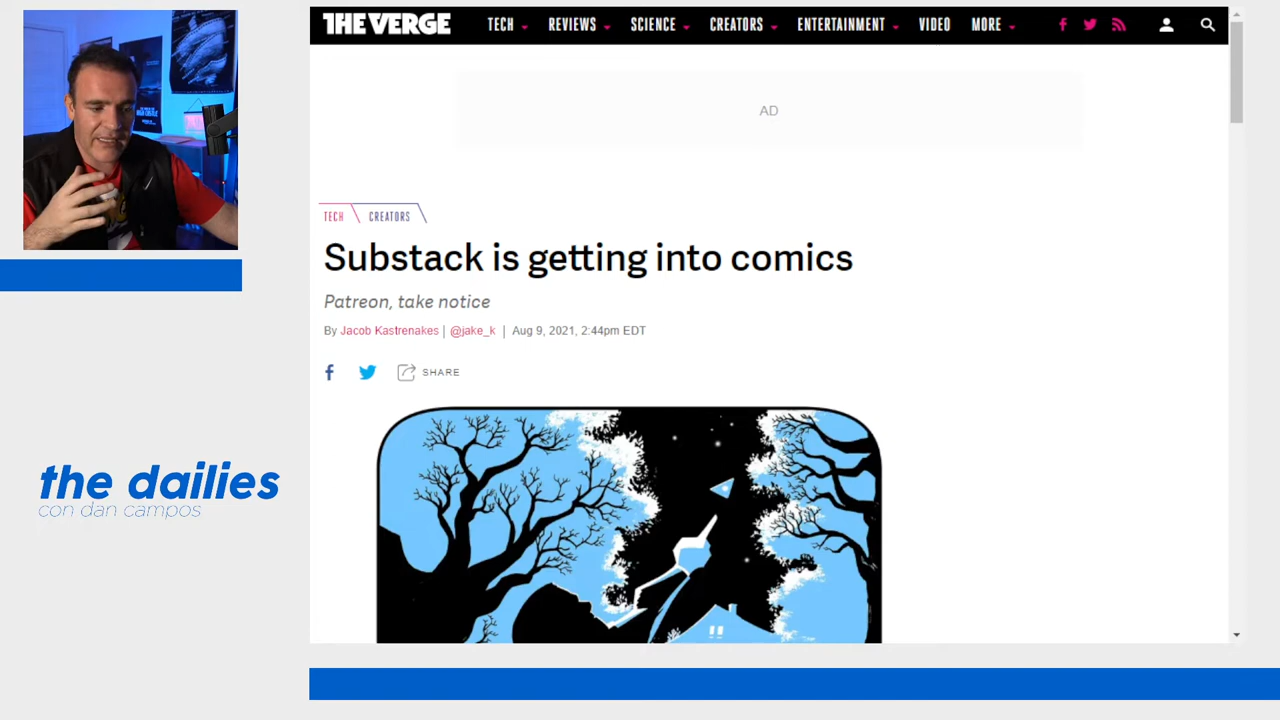 THE VERGE
TECH REVIEWS SCIENCE CREATORS ENTERTAINMENT VIDEO MORE
AD
TECH CREATORS
Substack is getting into comics
Patreon, take notice
By Jacob Kastrenakes | @jake_k | Aug 9, 2021, 2:44pm EDT
SHARE
the dailies
con dan campos